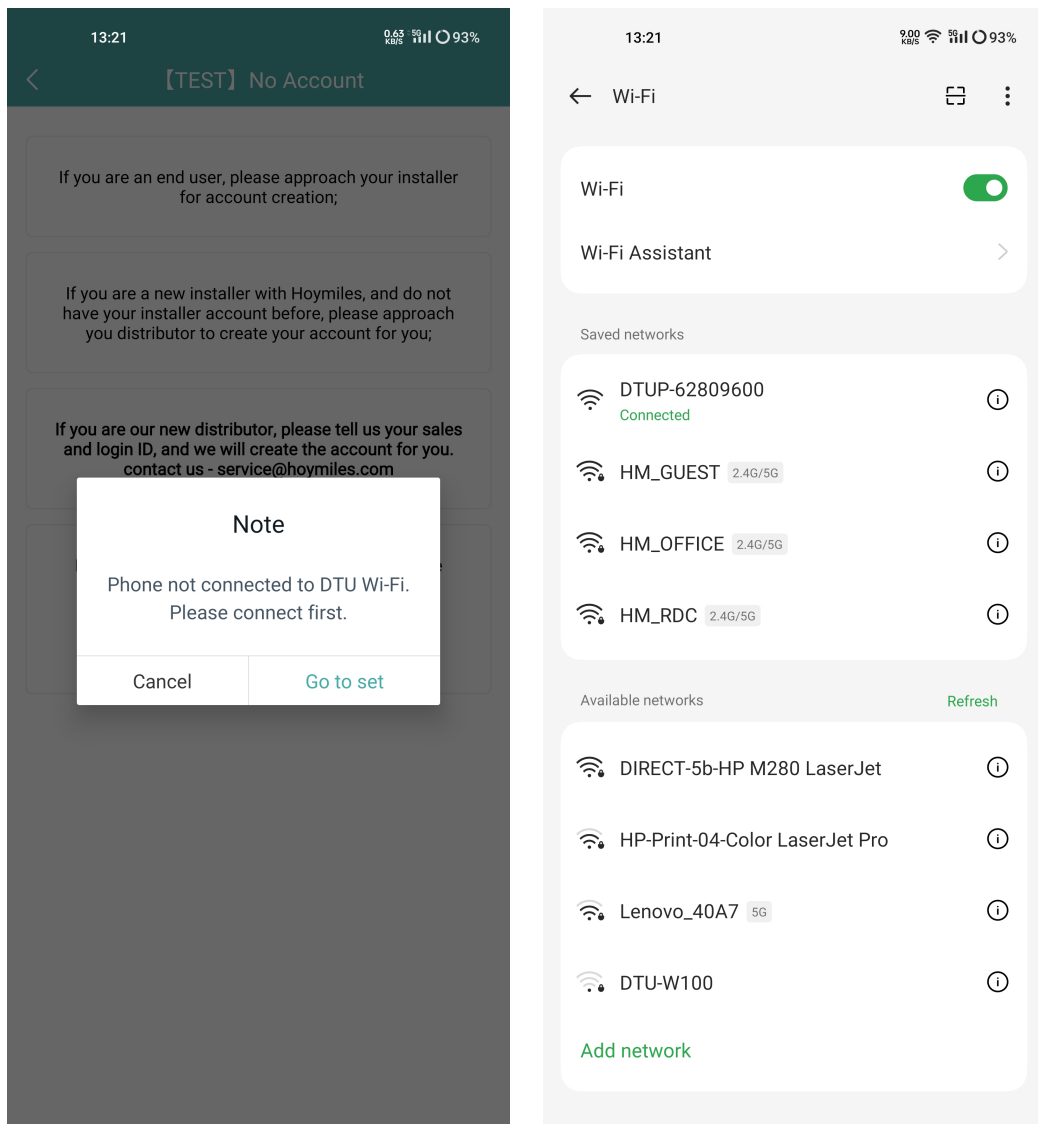 13:21
0.63 KB/S 5G 93%
【TEST】No Account
If you are an end user, please approach your installer
for account creation;
If you are a new installer with Hoymiles, and do not
have your installer account before, please approach
you distributor to create your account for you;
If you are our new distributor, please tell us your sales
and login ID, and we will create the account for you.
contact us - service@hoymiles.com
Note
Phone not connected to DTU Wi-Fi.
Please connect first.
Cancel
Go to set
13:21
9.00 KB/S 5G 93%
Wi-Fi
Wi-Fi
Wi-Fi Assistant
Saved networks
DTUP-62809600
Connected
HM_GUEST 2.4G/5G
HM_OFFICE 2.4G/5G
HM_RDC 2.4G/5G
Available networks
Refresh
DIRECT-5b-HP M280 LaserJet
HP-Print-04-Color LaserJet Pro
Lenovo_40A7 5G
DTU-W100
Add network